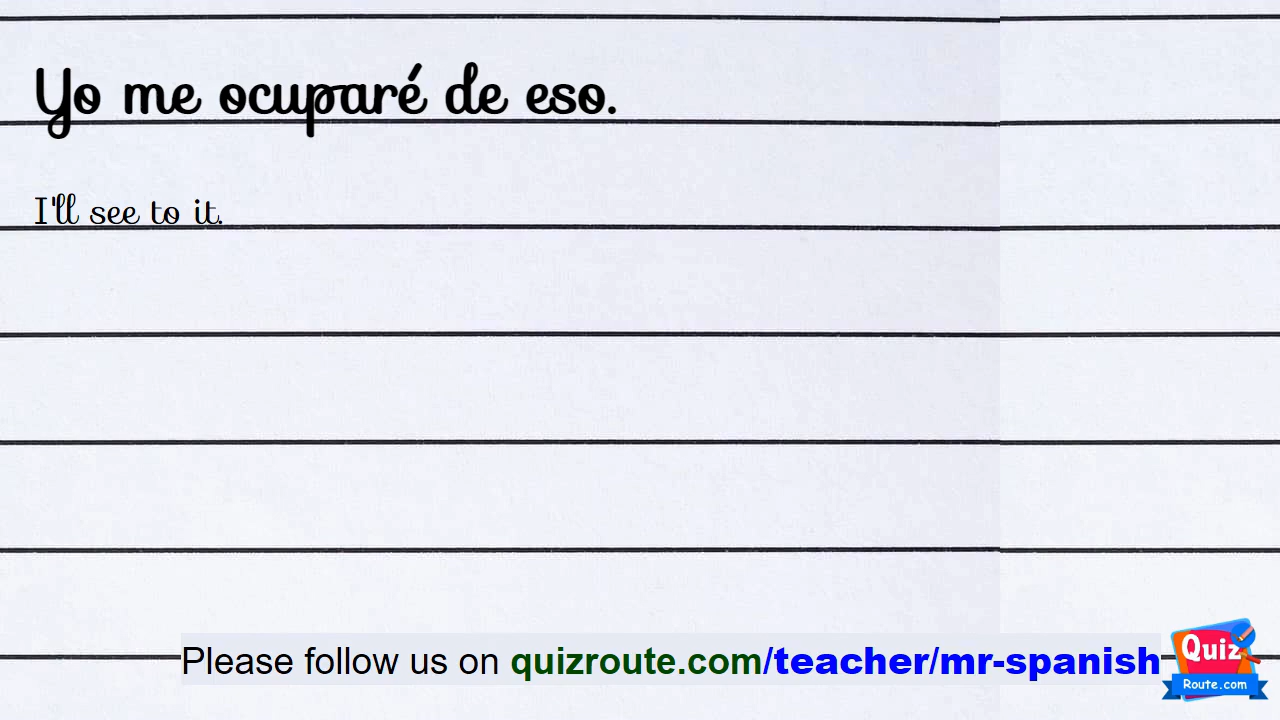 Yo me ocuparé de eso.
I'll see to it.
Please follow us on quizroute.com/teacher/mr-spanish
Quiz
Route.com